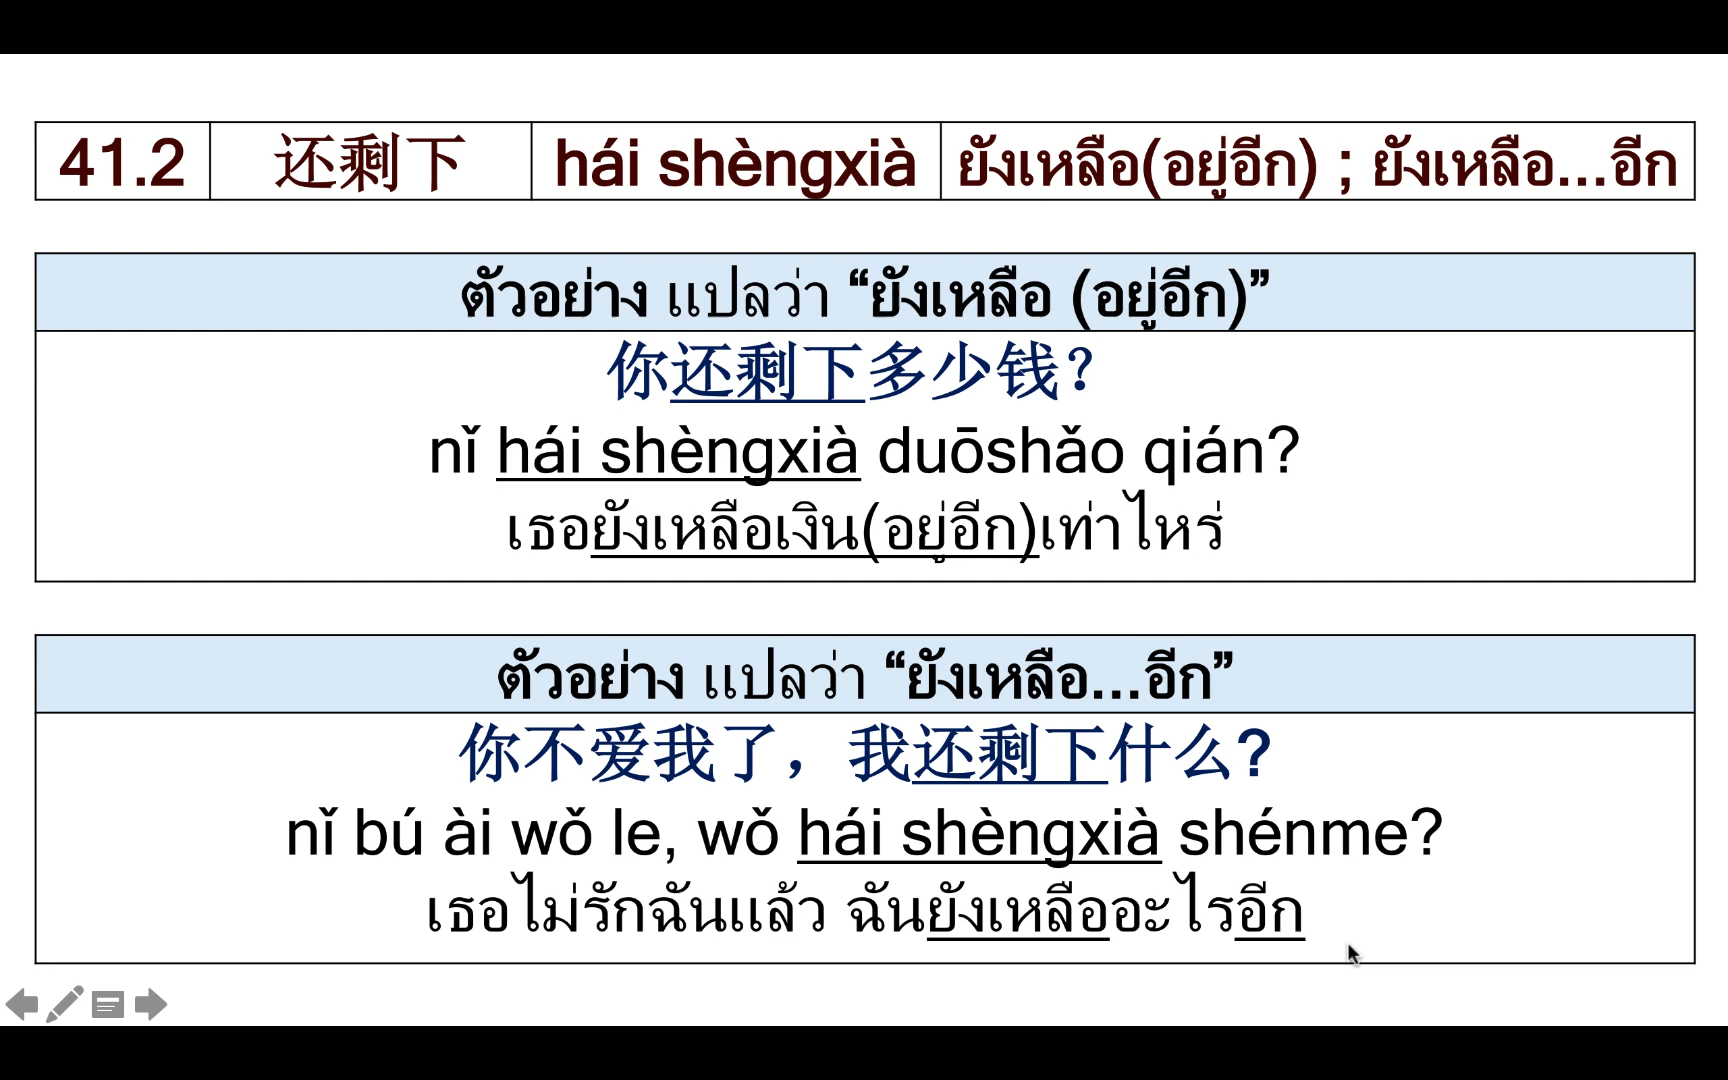 41.2 还剩下 hái shèngxià ยังเหลือ(อยู่อีก) ; ยังเหลือ...อีก
ตัวอย่าง แปลว่า “ยังเหลือ (อยู่อีก)”
你还剩下多少钱？
nǐ hái shèngxià duōshǎo qián?
เธอยังเหลือเงิน(อยู่อีก)เท่าไหร่
ตัวอย่าง แปลว่า “ยังเหลือ...อีก”
你不爱我了，我还剩下什么?
nǐ bú ài wǒ le, wǒ hái shèngxià shénme?
เธอไม่รักฉันแล้ว ฉันยังเหลืออะไรอีก